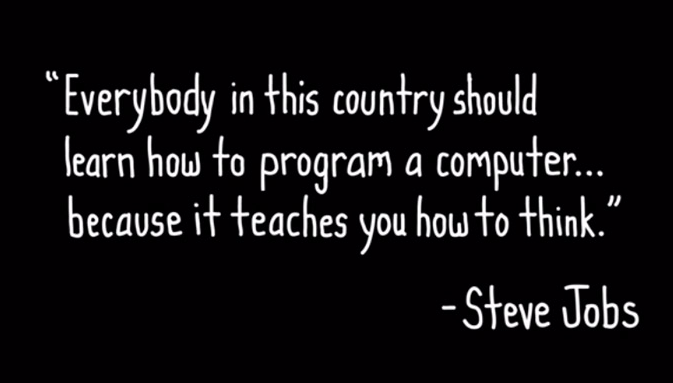 “Everybody in this country should
learn how to program a computer...
because it teaches you how to think.”
-Steve Jobs